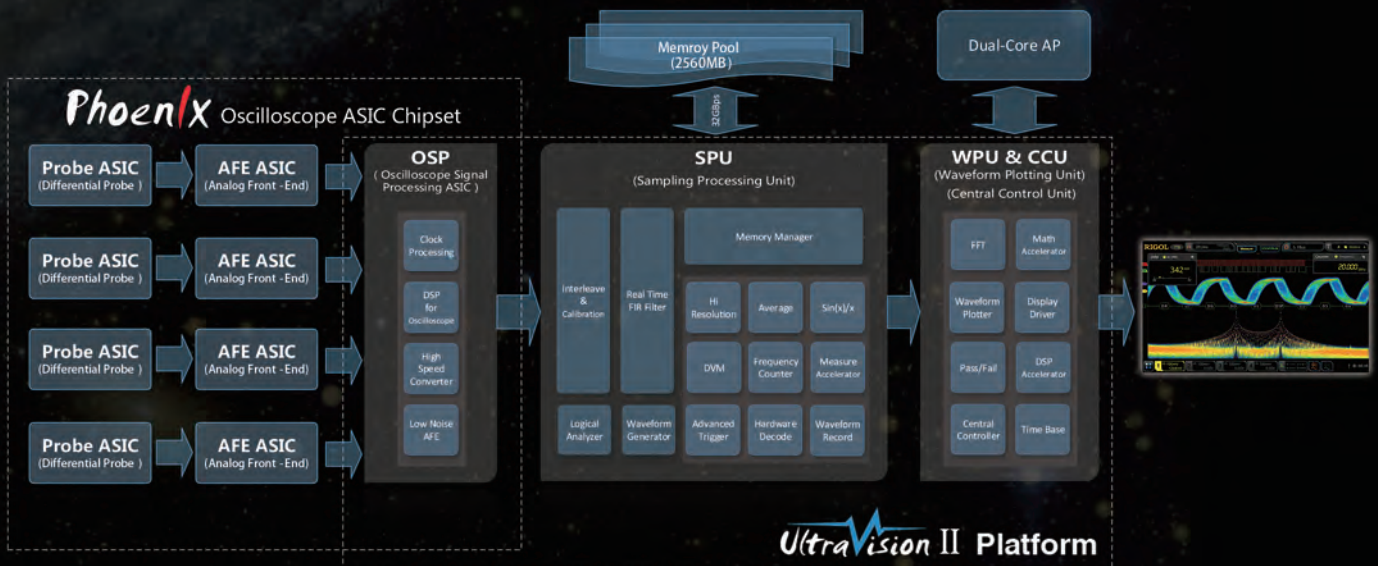 Memroy Pool
(2560MB)
Dual-Core AP
32GBps
Phoenix Oscilloscope ASIC Chipset
Probe ASIC
(Differential Probe )
AFE ASIC
(Analog Front -End)
Probe ASIC
(Differential Probe )
AFE ASIC
(Analog Front -End)
Probe ASIC
(Differential Probe )
AFE ASIC
(Analog Front -End)
Probe ASIC
(Differential Probe )
AFE ASIC
(Analog Front -End)
OSP
( Oscilloscope Signal
Processing ASIC )
Clock
Processing
DSP
for
Oscilloscope
High
Speed
Converter
Low Noise
AFE
SPU
(Sampling Processing Unit)
Interleave
&
Calibration
Real Time
FIR Filter
Memory Manager
Hi
Resolution
Average
Sin(x)/x
DVM
Frequency
Counter
Measure
Accelerator
Logical
Analyzer
Waveform
Generator
Advanced
Trigger
Hardware
Decode
Waveform
Record
WPU & CCU
(Waveform Plotting Unit)
(Central Control Unit)
FFT
Math
Accelerator
Waveform
Plotter
Display
Driver
Pass/Fail
DSP
Accelerator
Central
Controller
Time Base
RIGOL
342
20.000
UltraVision II Platform